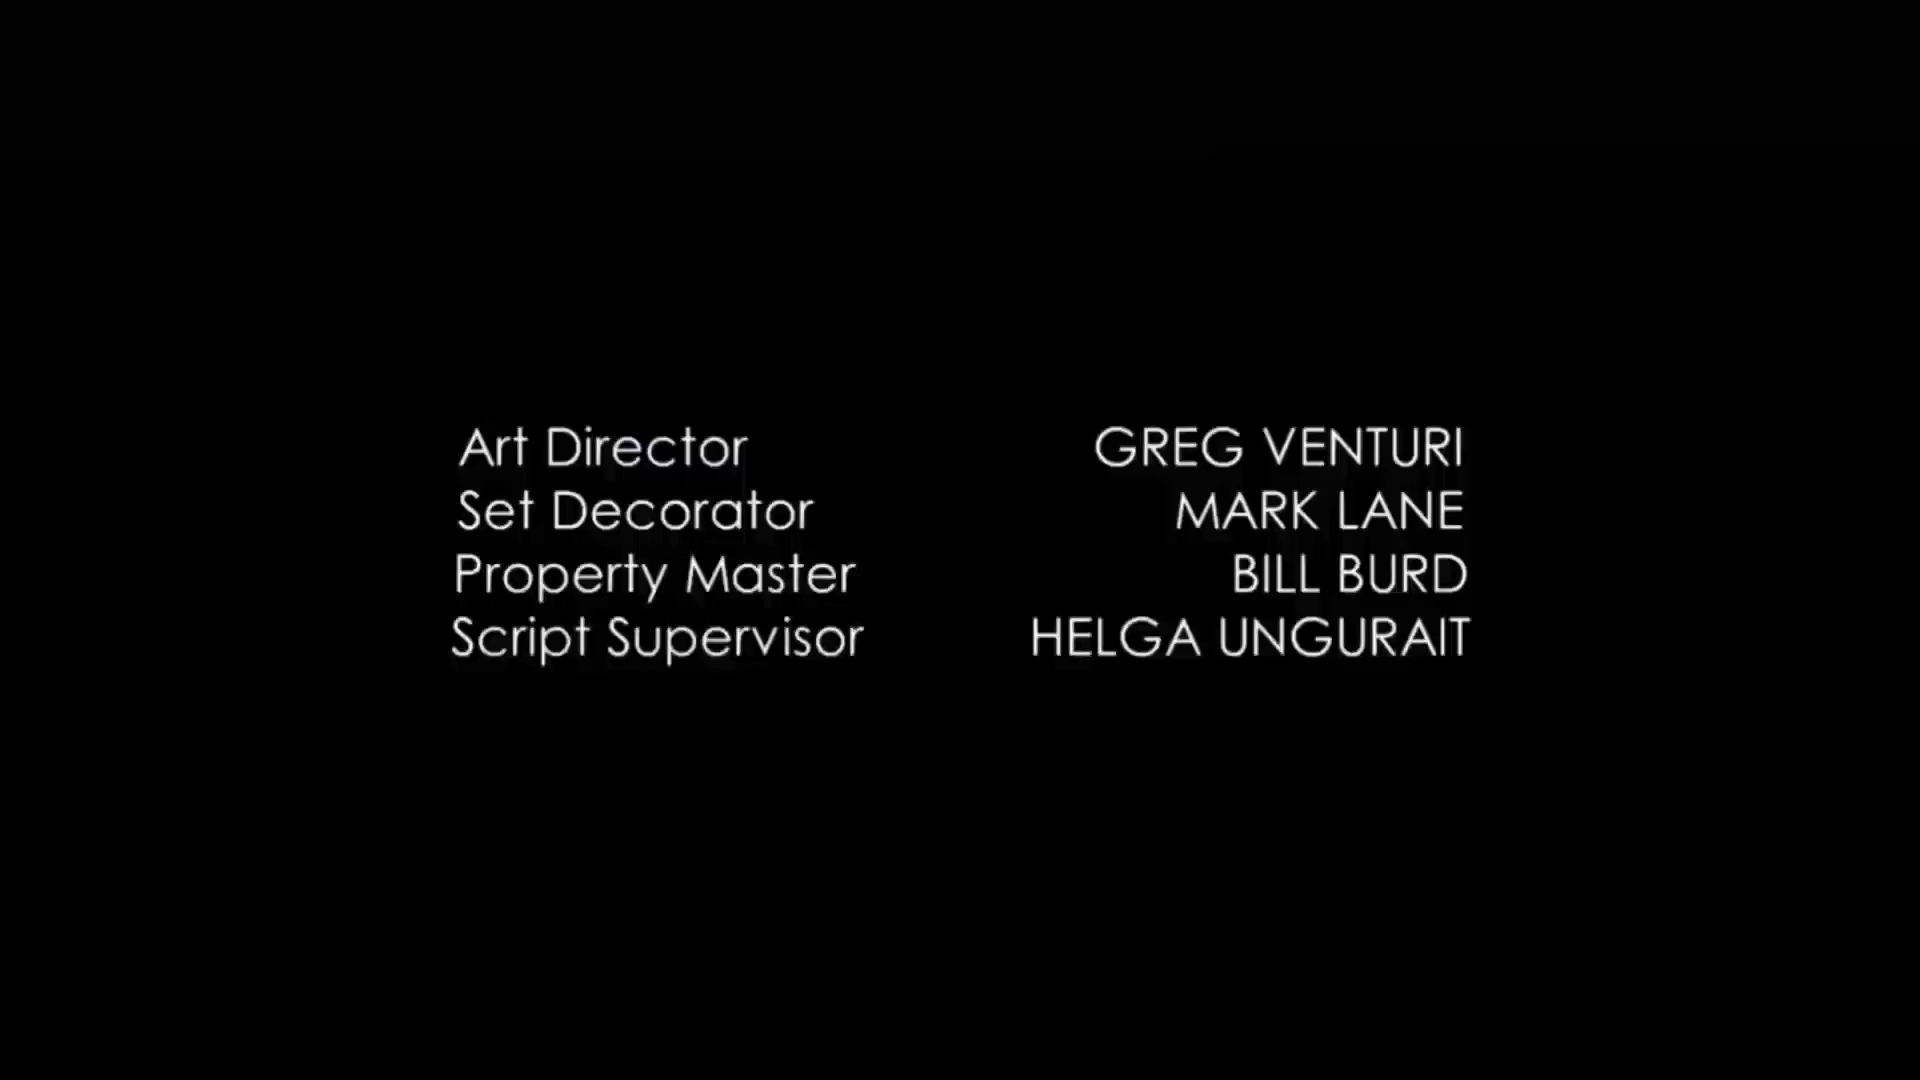 Art Director GREG VENTURI
Set Decorator MARK LANE
Property Master BILL BURD
Script Supervisor HELGA UNGURAIT